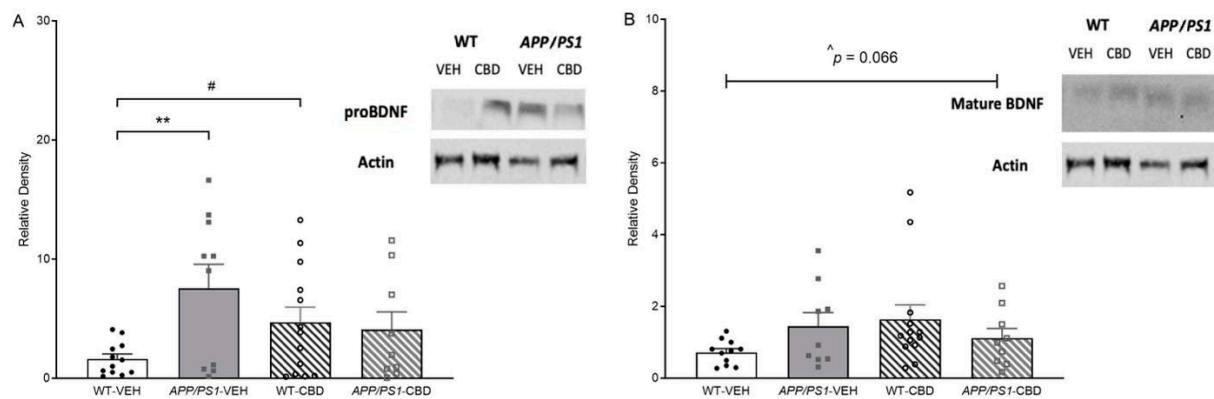 A
30
20
10
0
Relative Density
#
**
WT APP/PS1
VEH CBD VEH CBD
proBDNF
Actin
WT-VEH APP/PS1-VEH WT-CBD APP/PS1-CBD
B
10
8
6
4
2
0
Relative Density
^p = 0.066
WT APP/PS1
VEH CBD VEH CBD
Mature BDNF
Actin
WT-VEH APP/PS1-VEH WT-CBD APP/PS1-CBD